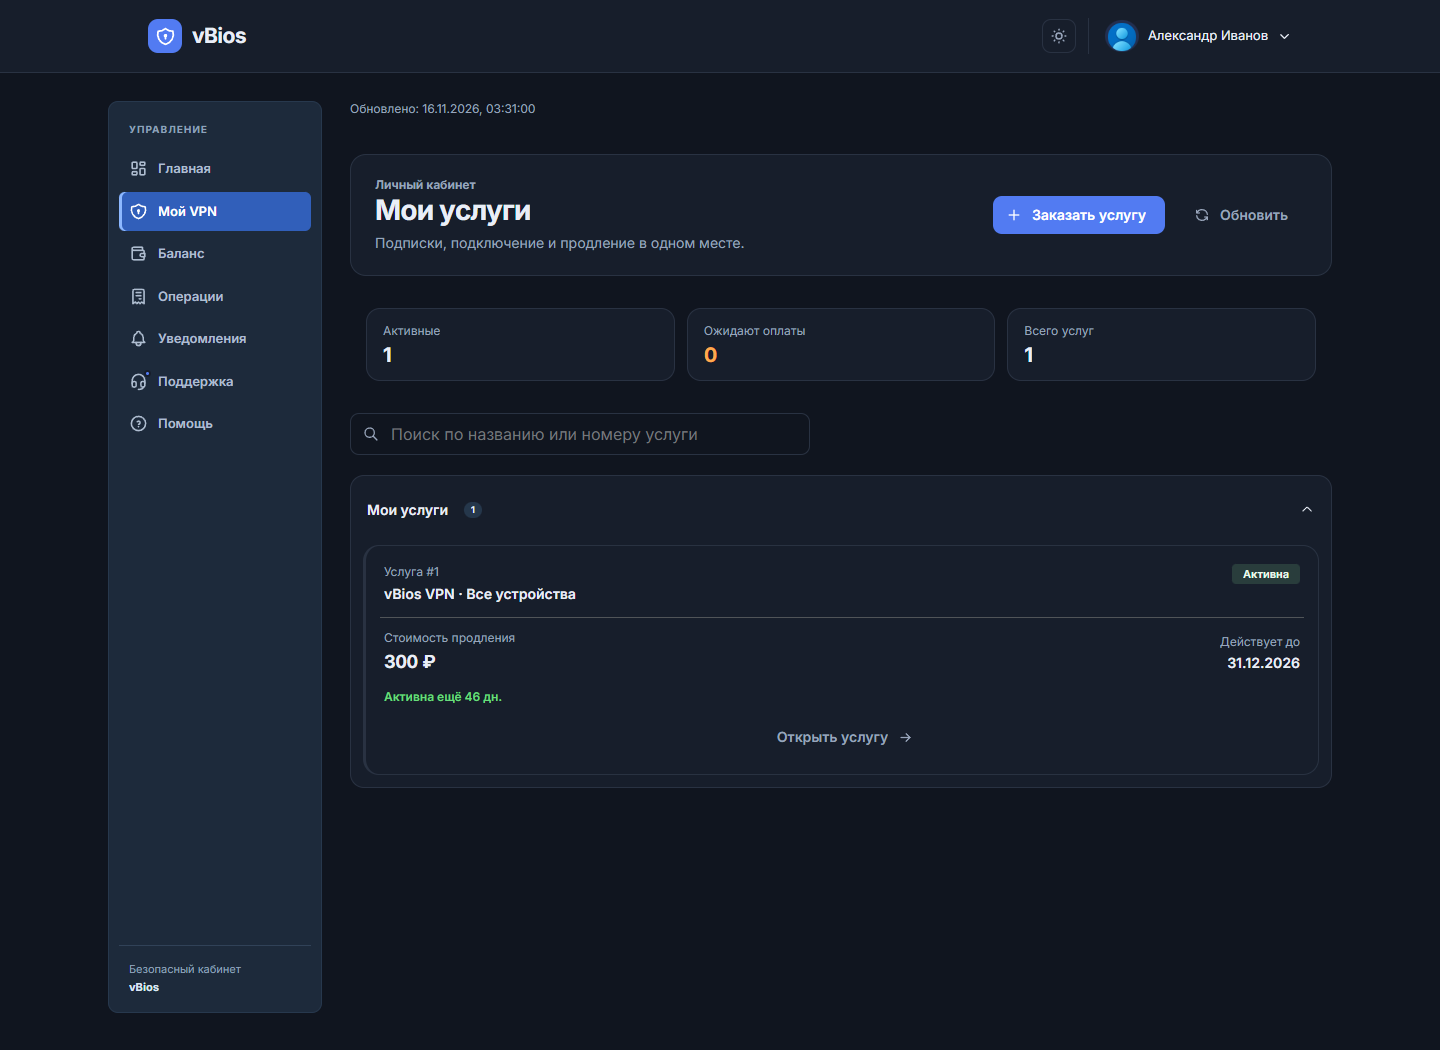 vBios
Александр Иванов
УПРАВЛЕНИЕ
Главная
Мой VPN
Баланс
Операции
Уведомления
Поддержка
Помощь
Безопасный кабинет
vBios
Обновлено: 16.11.2026, 03:31:00
Личный кабинет
Мои услуги
Подписки, подключение и продление в одном месте.
Заказать услугу
Обновить
Активные
1
Ожидают оплаты
0
Всего услуг
1
Поиск по названию или номеру услуги
Мои услуги 1
Услуга #1
Активна
vBios VPN · Все устройства
Стоимость продления
300 ₽
Действует до
31.12.2026
Активна ещё 46 дн.
Открыть услугу →